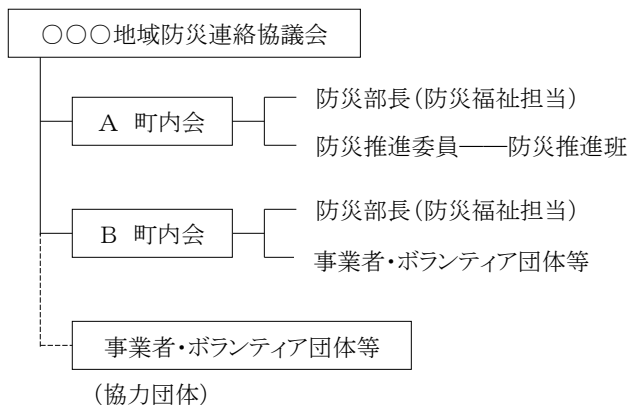 〇〇〇地域防災連絡協議会
防災部長(防災福祉担当)
A 町内会
防災推進委員――防災推進班
防災部長(防災福祉担当)
B 町内会
事業者・ボランティア団体等
事業者・ボランティア団体等
(協力団体)